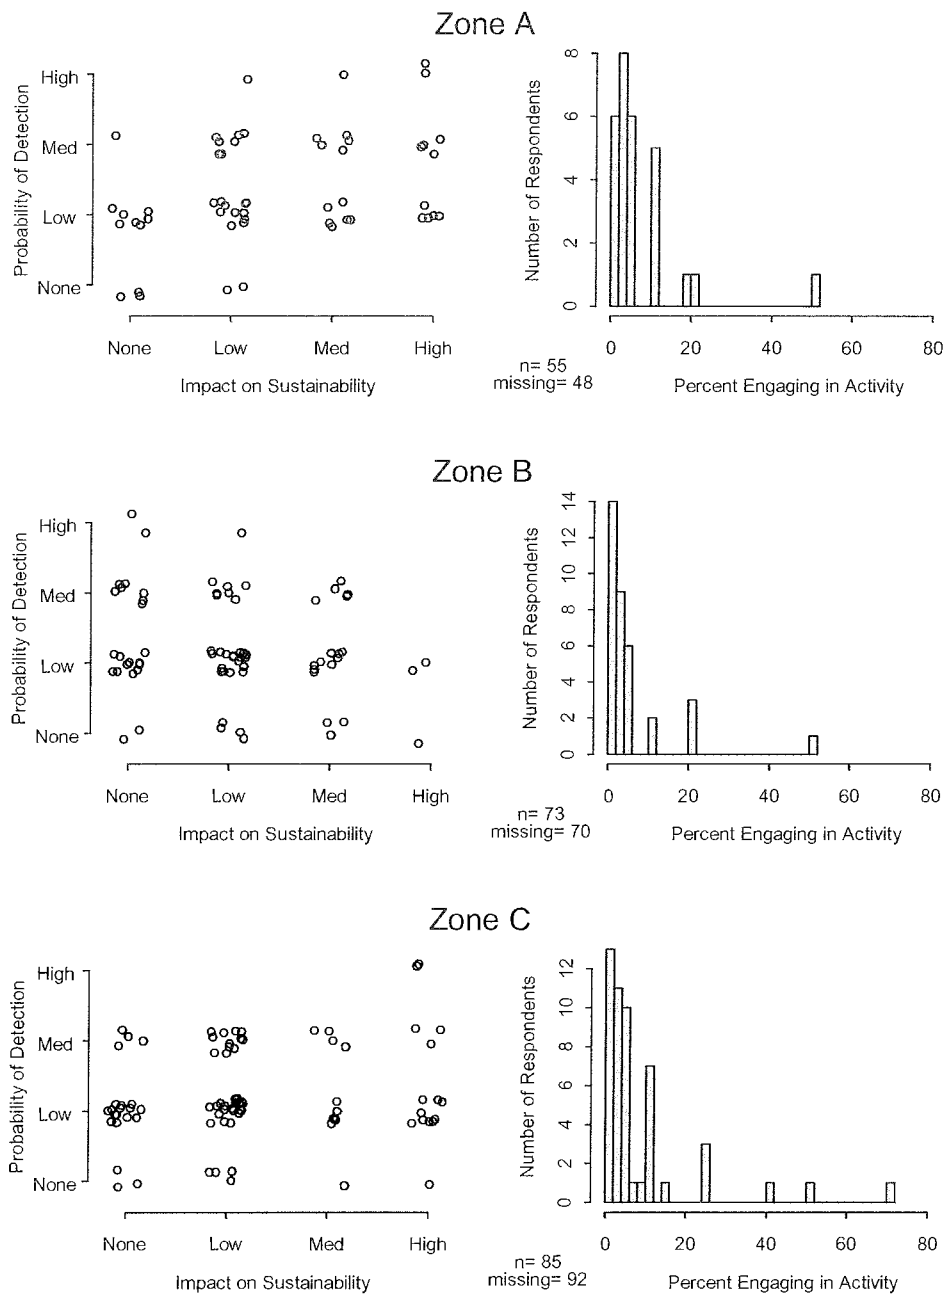 Zone A
Probability of Detection
High
Med
Low
None
None Low Med High
Impact on Sustainability
n= 55
missing= 48
Number of Respondents
8
6
4
2
0
0 20 40 60 80
Percent Engaging in Activity
Zone B
Probability of Detection
High
Med
Low
None
None Low Med High
Impact on Sustainability
n= 73
missing= 70
Number of Respondents
14
12
10
8
6
4
2
0
0 20 40 60 80
Percent Engaging in Activity
Zone C
Probability of Detection
High
Med
Low
None
None Low Med High
Impact on Sustainability
n= 85
missing= 92
Number of Respondents
12
10
8
6
4
2
0
0 20 40 60 80
Percent Engaging in Activity